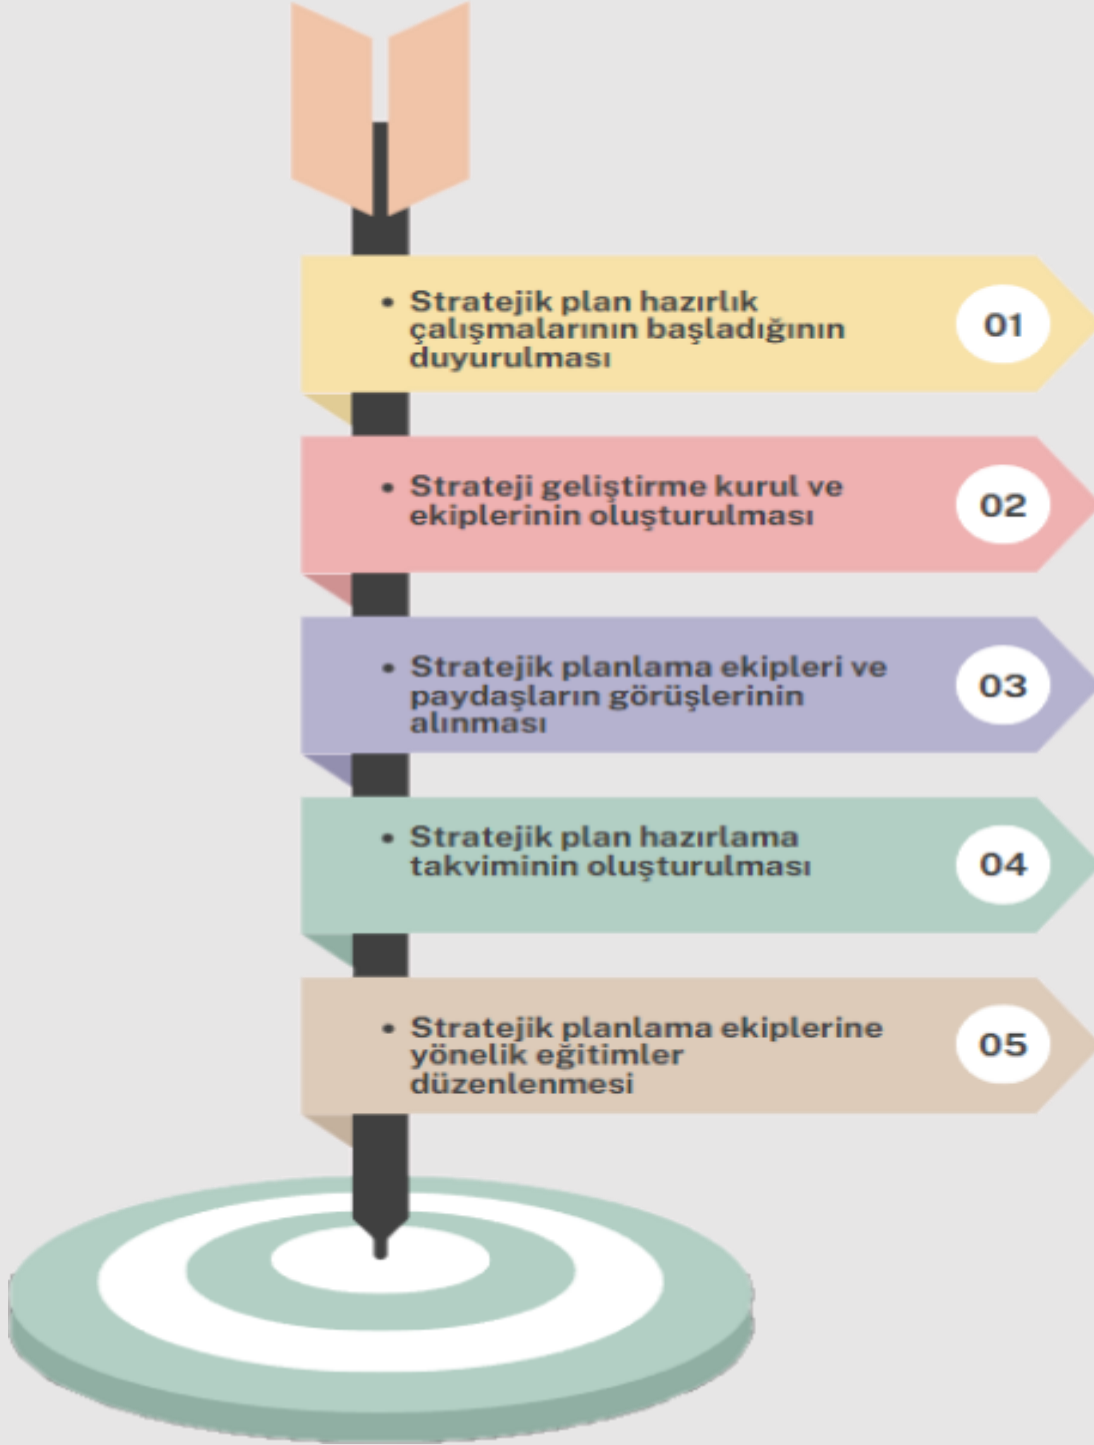 • Stratejik plan hazırlık
çalışmalarının başladığının
duyurulması
01
• Strateji geliştirme kurul ve
ekiplerinin oluşturulması
02
• Stratejik planlama ekipleri ve
paydaşların görüşlerinin
alınması
03
• Stratejik plan hazırlama
takviminin oluşturulması
04
• Stratejik planlama ekiplerine
yönelik eğitimler
düzenlenmesi
05